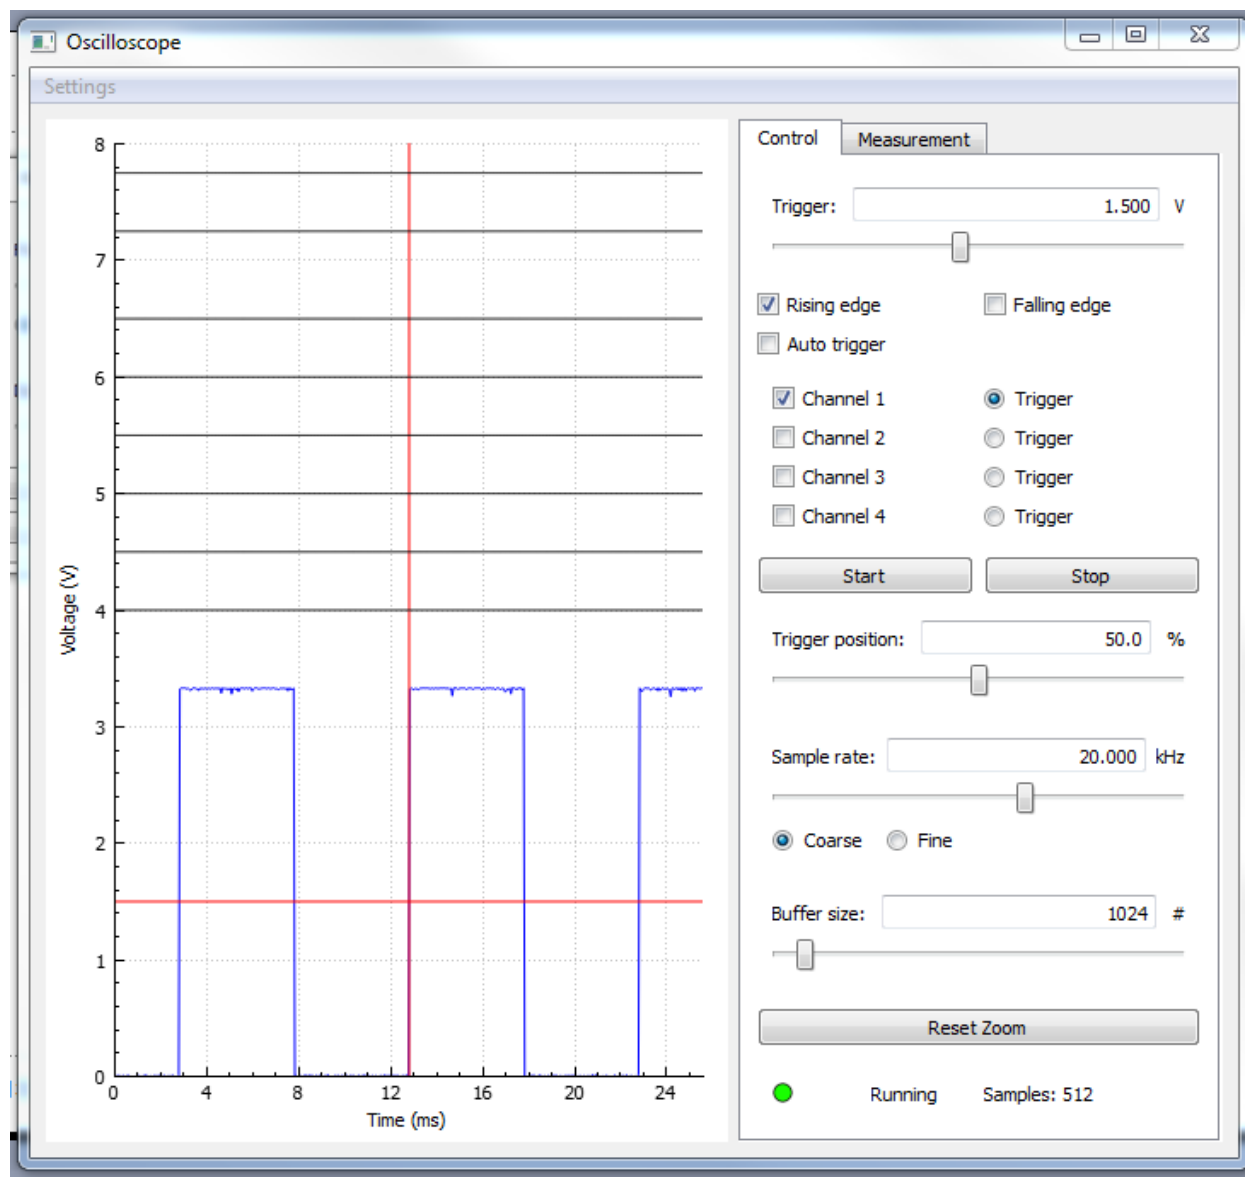 Oscilloscope
Settings
8
7
6
5
4
3
2
1
0
Voltage (V)
0 4 8 12 16 20 24
Time (ms)
Control Measurement
Trigger: 1.500 V
Rising edge Falling edge
Auto trigger
Channel 1 Trigger
Channel 2 Trigger
Channel 3 Trigger
Channel 4 Trigger
Start Stop
Trigger position: 50.0 %
Sample rate: 20.000 kHz
Coarse Fine
Buffer size: 1024 #
Reset Zoom
Running Samples: 512